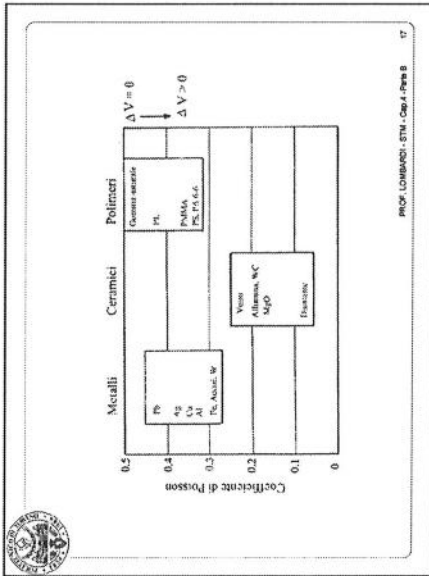 Metalli
Ceramici
Polimeri
ΔV = 0
ΔV > 0
Coefficiente di Poisson
0,5
0.4
0.3
0.2
0.1
0
Pb
Ag
Cu
Al
Fe, Acciai, W
Vetro
Allumina, WC
MgO
Diamante
Gomma naturale
PE
PMMA
PS, PA 6-6
PROF. LOMBARDI - STM - Cap.4 - Parte B
17